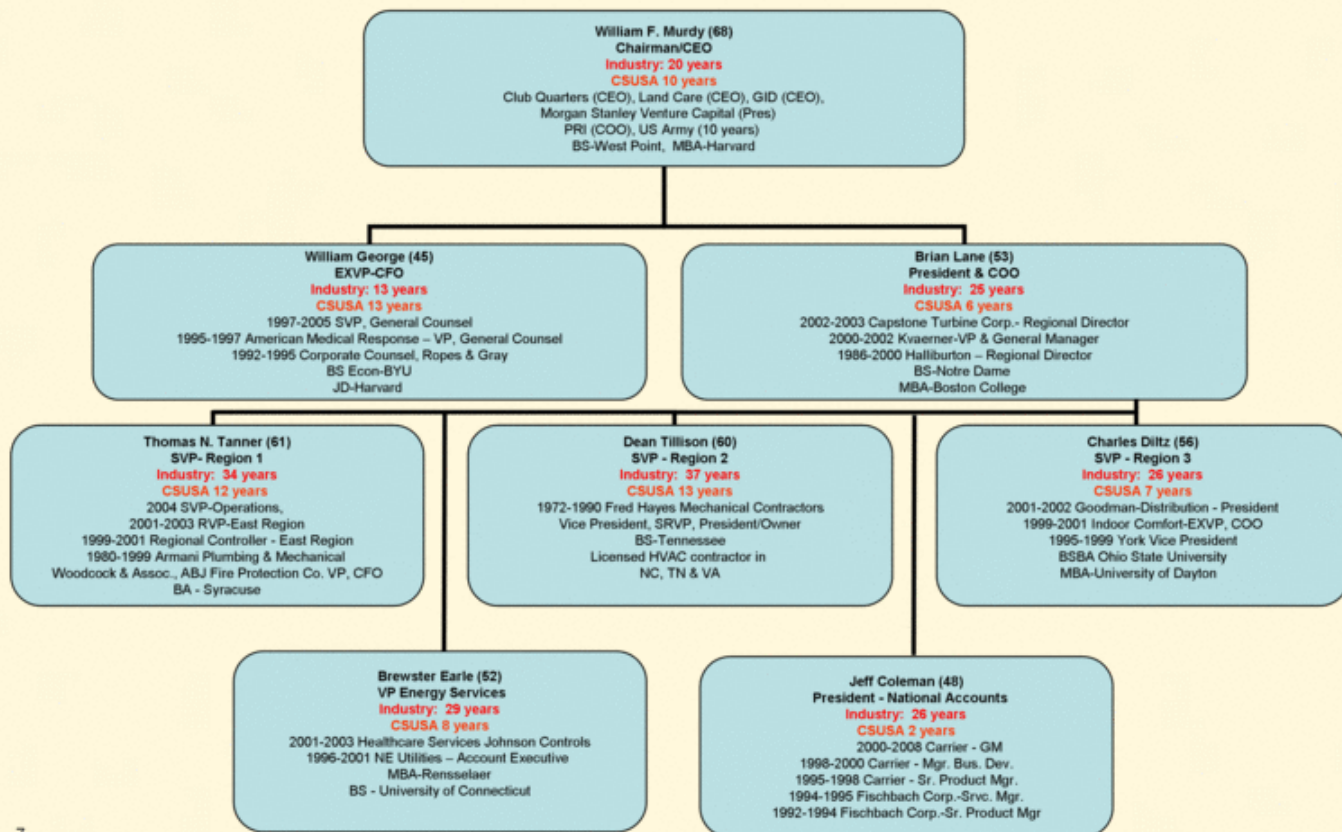 William F. Murdy (68)
Chairman/CEO
Industry: 20 years
CSUSA 10 years
Club Quarters (CEO), Land Care (CEO), GID (CEO),
Morgan Stanley Venture Capital (Pres)
PRI (COO), US Army (10 years)
BS-West Point, MBA-Harvard
William George (45)
EXVP-CFO
Industry: 13 years
CSUSA 13 years
1997-2005 SVP, General Counsel
1995-1997 American Medical Response – VP, General Counsel
1992-1995 Corporate Counsel, Ropes & Gray
BS Econ-BYU
JD-Harvard
Brian Lane (53)
President & COO
Industry: 25 years
CSUSA 6 years
2002-2003 Capstone Turbine Corp.- Regional Director
2000-2002 Kvaerner-VP & General Manager
1986-2000 Halliburton – Regional Director
BS-Notre Dame
MBA-Boston College
Thomas N. Tanner (61)
SVP- Region 1
Industry: 34 years
CSUSA 12 years
2004 SVP-Operations,
2001-2003 RVP-East Region
1999-2001 Regional Controller - East Region
1980-1999 Armani Plumbing & Mechanical
Woodcock & Assoc., ABJ Fire Protection Co. VP, CFO
BA - Syracuse
Dean Tillison (60)
SVP - Region 2
Industry: 37 years
CSUSA 13 years
1972-1990 Fred Hayes Mechanical Contractors
Vice President, SRVP, President/Owner
BS-Tennessee
Licensed HVAC contractor in
NC, TN & VA
Charles Diltz (56)
SVP - Region 3
Industry: 26 years
CSUSA 7 years
2001-2002 Goodman-Distribution - President
1999-2001 Indoor Comfort-EXVP, COO
1995-1999 York Vice President
BSBA Ohio State University
MBA-University of Dayton
Brewster Earle (52)
VP Energy Services
Industry: 29 years
CSUSA 8 years
2001-2003 Healthcare Services Johnson Controls
1996-2001 NE Utilities – Account Executive
MBA-Rensselaer
BS - University of Connecticut
Jeff Coleman (48)
President - National Accounts
Industry: 26 years
CSUSA 2 years
2000-2008 Carrier - GM
1998-2000 Carrier - Mgr. Bus. Dev.
1995-1998 Carrier - Sr. Product Mgr.
1994-1995 Fischbach Corp.-Srvc. Mgr.
1992-1994 Fischbach Corp.-Sr. Product Mgr